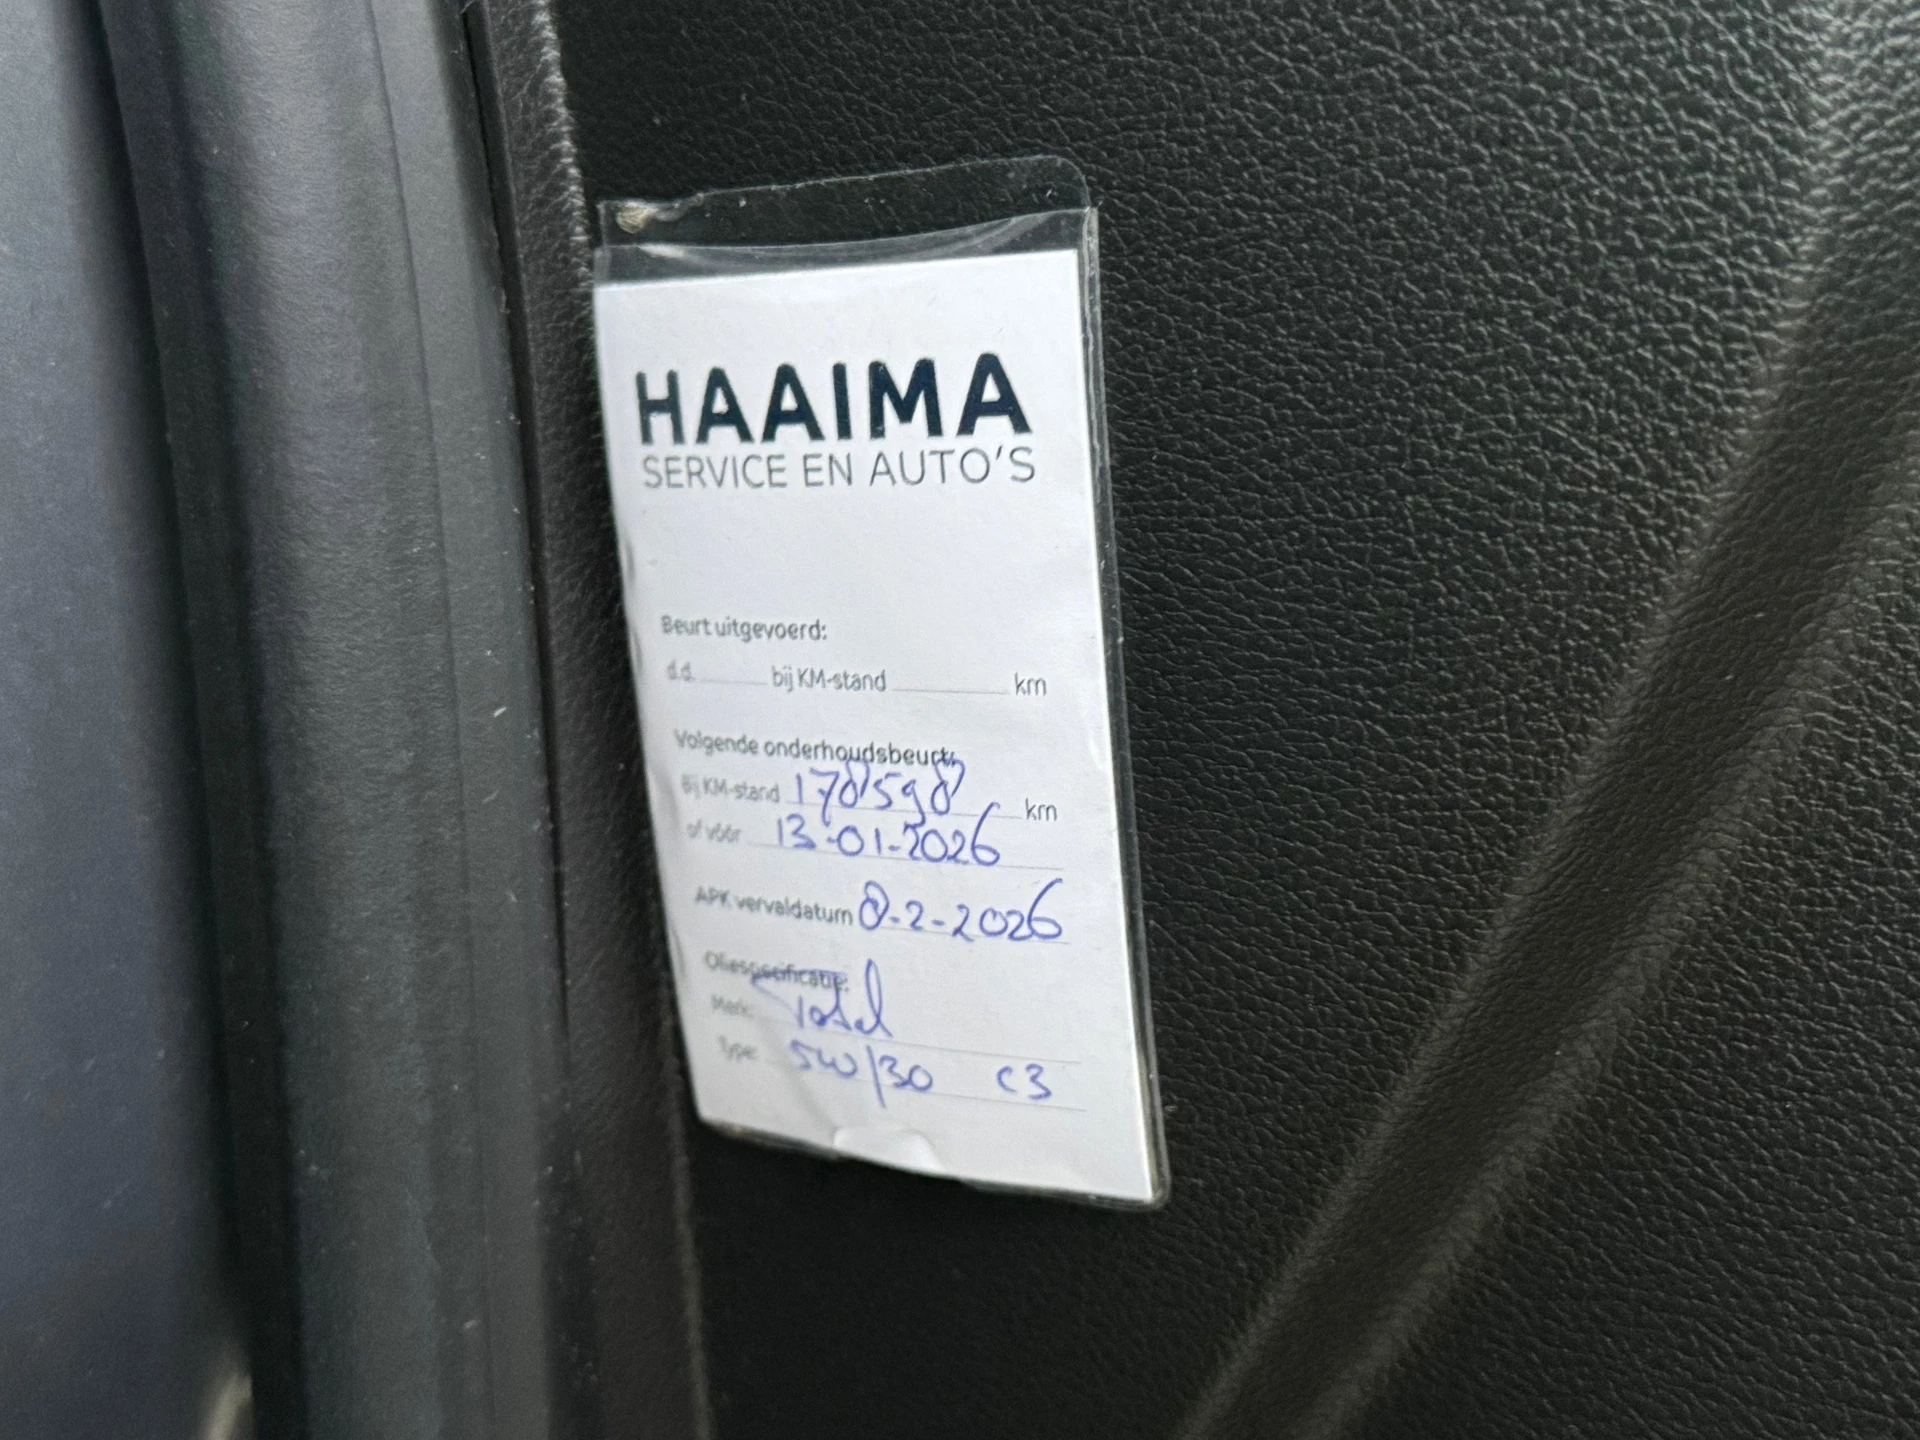 HAAIMA
SERVICE EN AUTO'S
Beurt uitgevoerd:
d.d. bij KM-stand km
Volgende onderhoudsbeurt:
Bij KM-stand 178598 km
of vóór 13-01-2026
APK vervaldatum 8-2-2026
Oliespecificatie:
Merk: Total
Type: 5W/30 C3